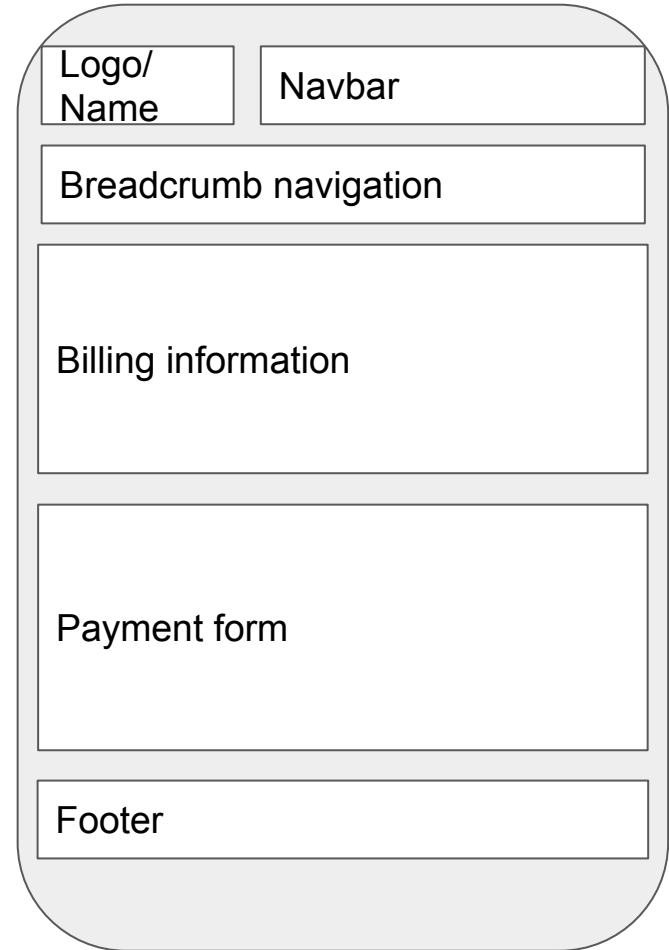 Logo/
Name
Navbar
Breadcrumb navigation
Billing information
Payment form
Footer